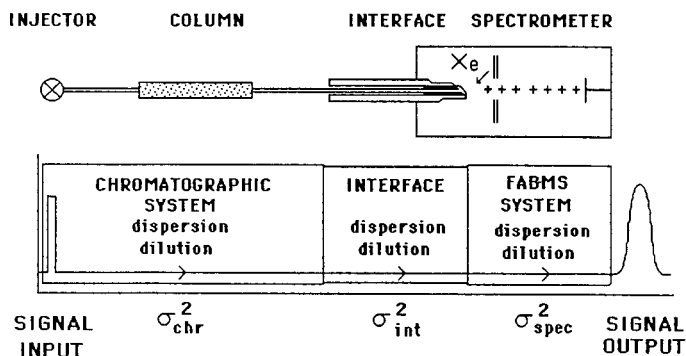 INJECTOR COLUMN INTERFACE SPECTROMETER
Xe
+ + + + + + +
CHROMATOGRAPHIC INTERFACE FABMS
SYSTEM SYSTEM
dispersion dispersion dispersion
dilution dilution dilution
σ²chr σ²int σ²spec
SIGNAL SIGNAL
INPUT OUTPUT